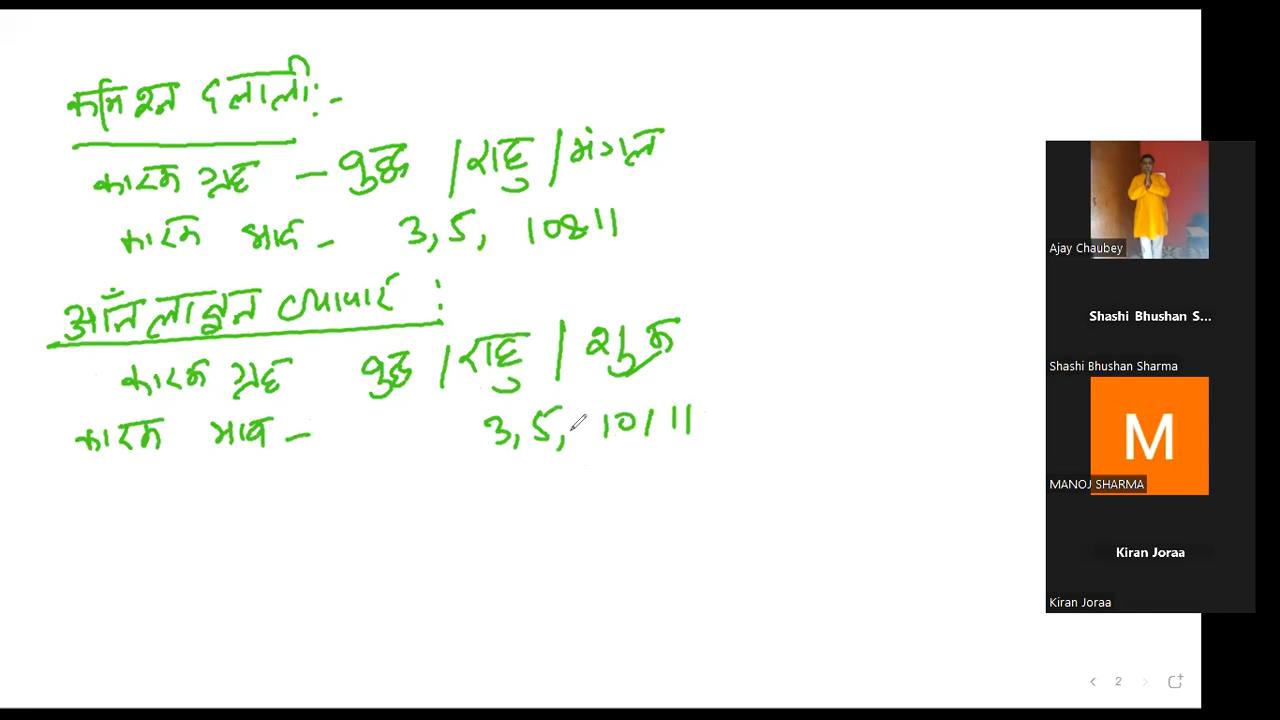 कमिशन दलाली:-
कारक ग्रह - बुद्ध / राहु / मंगल
कारक भाव - 3, 5, 10&11
ऑनलाइन व्यापार :
कारक ग्रह बुद्ध / राहु / शुक्र
कारक भाव - 3, 5, 10/11
Ajay Chaubey
Shashi Bhushan S...
Shashi Bhushan Sharma
M
MANOJ SHARMA
Kiran Joraa
Kiran Joraa
2